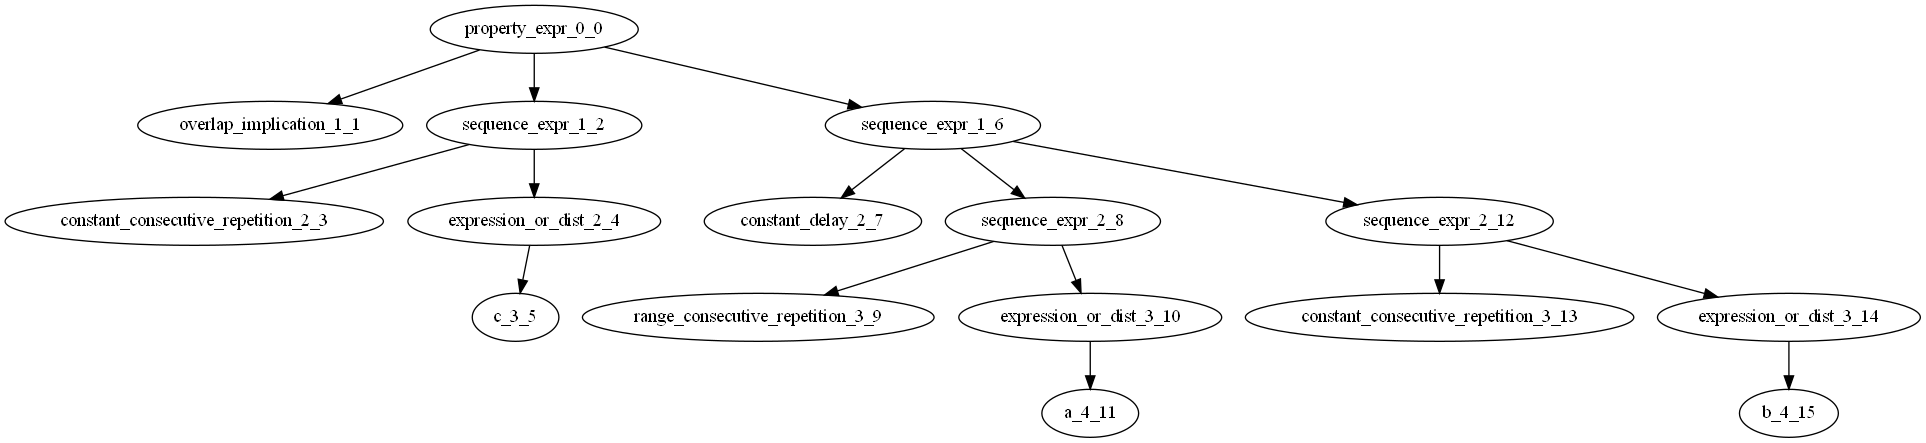 property_expr_0_0
overlap_implication_1_1
sequence_expr_1_2
sequence_expr_1_6
constant_consecutive_repetition_2_3
expression_or_dist_2_4
constant_delay_2_7
sequence_expr_2_8
sequence_expr_2_12
c_3_5
range_consecutive_repetition_3_9
expression_or_dist_3_10
constant_consecutive_repetition_3_13
expression_or_dist_3_14
a_4_11
b_4_15